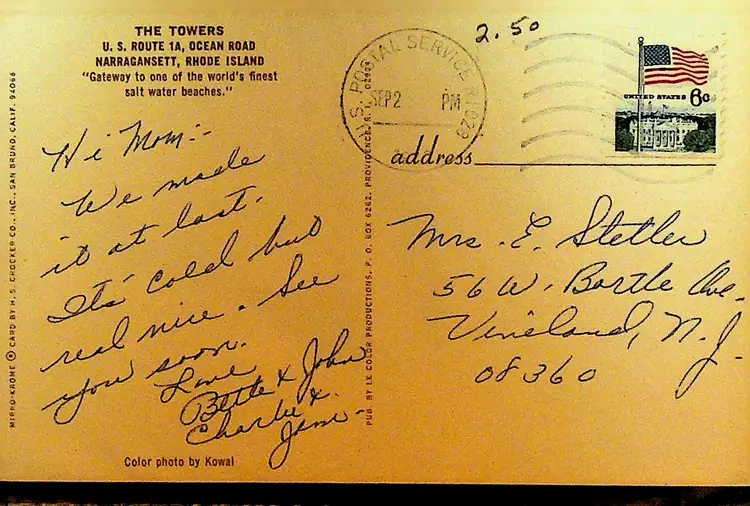 THE TOWERS
U. S. ROUTE 1A, OCEAN ROAD
NARRAGANSETT, RHODE ISLAND
"Gateway to one of the world's finest
salt water beaches."
Hi Mom:-
We made
it at last.
Its' cold but
real nice. See
you soon.
Love
Bette & John
Charlie &
Jane-
Color photo by Kowal
MIRRO-KROME ® CARD BY H. S. CROCKER CO., INC., SAN BRUNO, CALIF. 94066
PUB. BY LK COLOR PRODUCTIONS, P. O. BOX 6262, PROVIDENCE, R. I.
2.50
U.S. POSTAL SERVICE RI 028
SEP 2 PM
UNITED STATES 6c
address
Mrs. E. Stetler
56 W. Bartle Ave.
Vineland, N.J.
08360